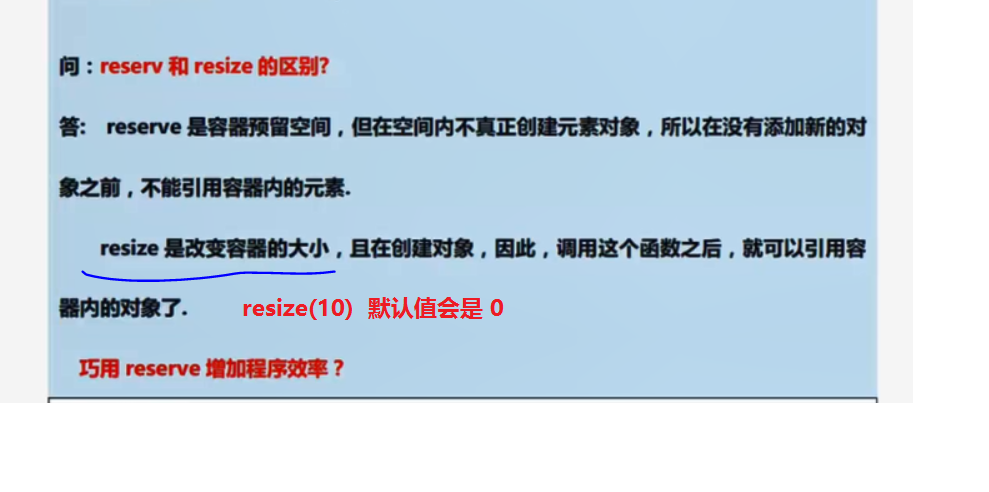 问：reserv 和 resize 的区别?
答: reserve 是容器预留空间，但在空间内不真正创建元素对象，所以在没有添加新的对
象之前，不能引用容器内的元素.
resize 是改变容器的大小，且在创建对象，因此，调用这个函数之后，就可以引用容
器内的对象了. resize(10) 默认值会是 0
巧用 reserve 增加程序效率？